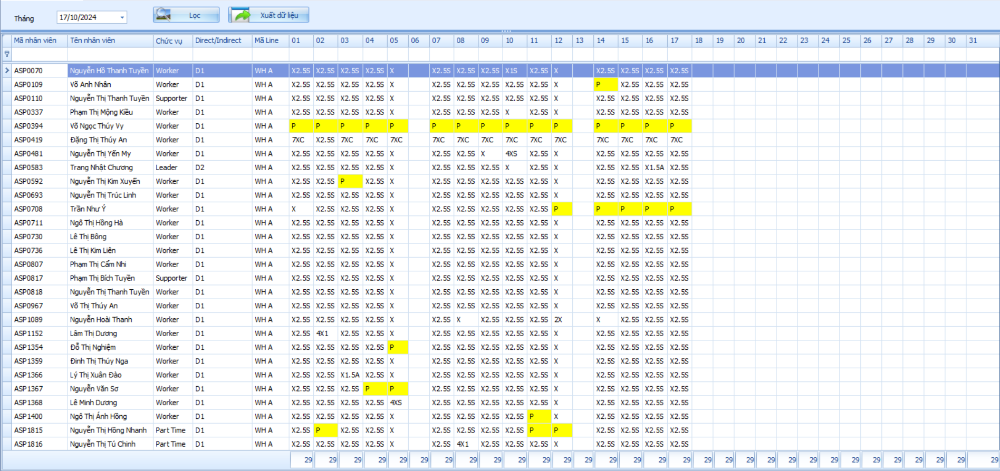 Tháng 17/10/2024 Lọc Xuất dữ liệu
Mã nhân viên Tên nhân viên Chức vụ Direct/Indirect Mã Line 01 02 03 04 05 06 07 08 09 10 11 12 13 14 15 16 17 18 19 20 21 22 23 24 25 26 27 28 29 30 31
ASP0070 Nguyễn Hồ Thanh Tuyền Worker D1 WH A X2.5S X2.5S X2.5S X2.5S X X2.5S X2.5S X2.5S X1S X2.5S X X2.5S X2.5S X2.5S X2.5S
ASP0109 Võ Anh Nhân Worker D1 WH A X2.5S X2.5S X2.5S X2.5S X X2.5S X2.5S X2.5S X2.5S X2.5S X P X2.5S X2.5S X2.5S
ASP0110 Nguyễn Thị Thanh Tuyền Supporter D1 WH A X2.5S X2.5S X2.5S X2.5S X X2.5S X2.5S X2.5S X2.5S X2.5S X X2.5S X2.5S X2.5S X2.5S
ASP0337 Phạm Thị Mộng Kiều Worker D1 WH A X2.5S X2.5S X2.5S X2.5S X X2.5S X2.5S X2.5S X X2.5S X X2.5S X2.5S X2.5S X2.5S
ASP0394 Võ Ngọc Thúy Vy Worker D1 WH A P P P P P P P P P P P P P P P
ASP0419 Đặng Thị Thúy An Worker D1 WH A 7XC X2.5S 7XC 7XC 7XC 7XC 7XC 7XC 7XC 7XC 7XC 7XC 7XC 7XC 7XC
ASP0481 Nguyễn Thị Yến My Worker D1 WH A X2.5S X2.5S X2.5S X2.5S X X2.5S X2.5S X 4XS X2.5S X X2.5S X2.5S X2.5S X2.5S
ASP0583 Trang Nhật Chương Leader D2 WH A X2.5S X2.5S X2.5S X2.5S X X2.5S X2.5S X2.5S X X2.5S X X2.5S X2.5S X1.5A X2.5S
ASP0592 Nguyễn Thị Kim Xuyến Worker D1 WH A X2.5S X2.5S P X2.5S X X2.5S X2.5S X2.5S X2.5S X2.5S X X2.5S X2.5S X2.5S X2.5S
ASP0693 Nguyễn Thị Trúc Linh Worker D1 WH A X2.5S X2.5S X2.5S X2.5S X X2.5S X2.5S X2.5S X2.5S X2.5S X X2.5S X2.5S X2.5S X2.5S
ASP0708 Trần Như Ý Worker D1 WH A X X2.5S X2.5S X2.5S X X2.5S X2.5S X2.5S X2.5S X2.5S P P P P P
ASP0711 Ngô Thị Hồng Hà Worker D1 WH A X2.5S X2.5S X2.5S X2.5S X X2.5S X2.5S X2.5S X2.5S X2.5S X X2.5S X2.5S X2.5S X2.5S
ASP0730 Lê Thị Bông Worker D1 WH A X2.5S X2.5S X2.5S X2.5S X X2.5S X2.5S X2.5S X2.5S X2.5S X X2.5S X2.5S X2.5S X2.5S
ASP0736 Lê Thị Kim Liên Worker D1 WH A X2.5S X2.5S X2.5S X2.5S X X2.5S X2.5S X2.5S X2.5S X2.5S X X2.5S X2.5S X2.5S X2.5S
ASP0807 Phạm Thị Cẩm Nhi Worker D1 WH A X2.5S X2.5S X2.5S X2.5S X X2.5S X2.5S X2.5S X2.5S X2.5S X X2.5S X2.5S X2.5S X2.5S
ASP0817 Phạm Thị Bích Tuyền Supporter D1 WH A X2.5S X2.5S X2.5S X2.5S X X2.5S X2.5S X2.5S X2.5S X2.5S X X2.5S X2.5S X2.5S X2.5S
ASP0818 Nguyễn Thị Thanh Tuyền Worker D1 WH A X2.5S X2.5S X2.5S X2.5S X X2.5S X2.5S X2.5S X2.5S X2.5S X X2.5S X2.5S X2.5S X2.5S
ASP0967 Võ Thị Thúy An Worker D1 WH A X2.5S X2.5S X2.5S X2.5S X X2.5S X2.5S X2.5S X2.5S X2.5S X X2.5S X2.5S X2.5S X2.5S
ASP1089 Nguyễn Hoài Thanh Worker D1 WH A X2.5S X2.5S X2.5S X2.5S X X2.5S X X2.5S X2.5S X2.5S 2X X X2.5S X2.5S X2.5S
ASP1152 Lâm Thị Dương Worker D1 WH A X2.5S 4X1 X2.5S X2.5S X X2.5S X2.5S X2.5S X2.5S X2.5S X X2.5S X2.5S X2.5S X2.5S
ASP1354 Đỗ Thị Nghiệm Worker D1 WH A X2.5S X2.5S X2.5S X2.5S P X2.5S X2.5S X2.5S X2.5S X2.5S X X2.5S X2.5S X2.5S X2.5S
ASP1359 Đinh Thị Thúy Nga Worker D1 WH A X2.5S X2.5S X2.5S X2.5S X X2.5S X2.5S X2.5S X2.5S X2.5S X X2.5S X2.5S X2.5S X2.5S
ASP1366 Lý Thị Xuân Đào Worker D1 WH A X2.5S X2.5S X1.5A X2.5S X X2.5S X2.5S X2.5S X2.5S X2.5S X X2.5S X2.5S X2.5S X2.5S
ASP1367 Nguyễn Văn Sơ Worker D1 WH A X2.5S X2.5S X2.5S P P X2.5S X2.5S X2.5S X2.5S X2.5S X X2.5S X2.5S X2.5S X2.5S
ASP1368 Lê Minh Dương Worker D1 WH A X2.5S X2.5S X2.5S X2.5S 4XS X2.5S X2.5S X2.5S X2.5S X2.5S X X2.5S X2.5S X2.5S X2.5S
ASP1400 Ngô Thị Ánh Hồng Worker D1 WH A X2.5S X2.5S X2.5S X2.5S X X2.5S X2.5S X2.5S X2.5S P X X2.5S X2.5S X2.5S X2.5S
ASP1815 Nguyễn Thị Hồng Nhanh Part Time D1 WH A X2.5S P X2.5S X2.5S X X2.5S X2.5S X2.5S X2.5S P P X2.5S X2.5S X2.5S X2.5S
ASP1816 Nguyễn Thị Tú Chinh Part Time D1 WH A X2.5S X2.5S X2.5S X2.5S X X2.5S 4X1 X2.5S X2.5S X2.5S X X2.5S X2.5S X2.5S X2.5S
29 29 29 29 29 29 29 29 29 29 29 29 29 29 29 29 29 29 29 29 29 29 29 29 29 29 29 29 29 29 29